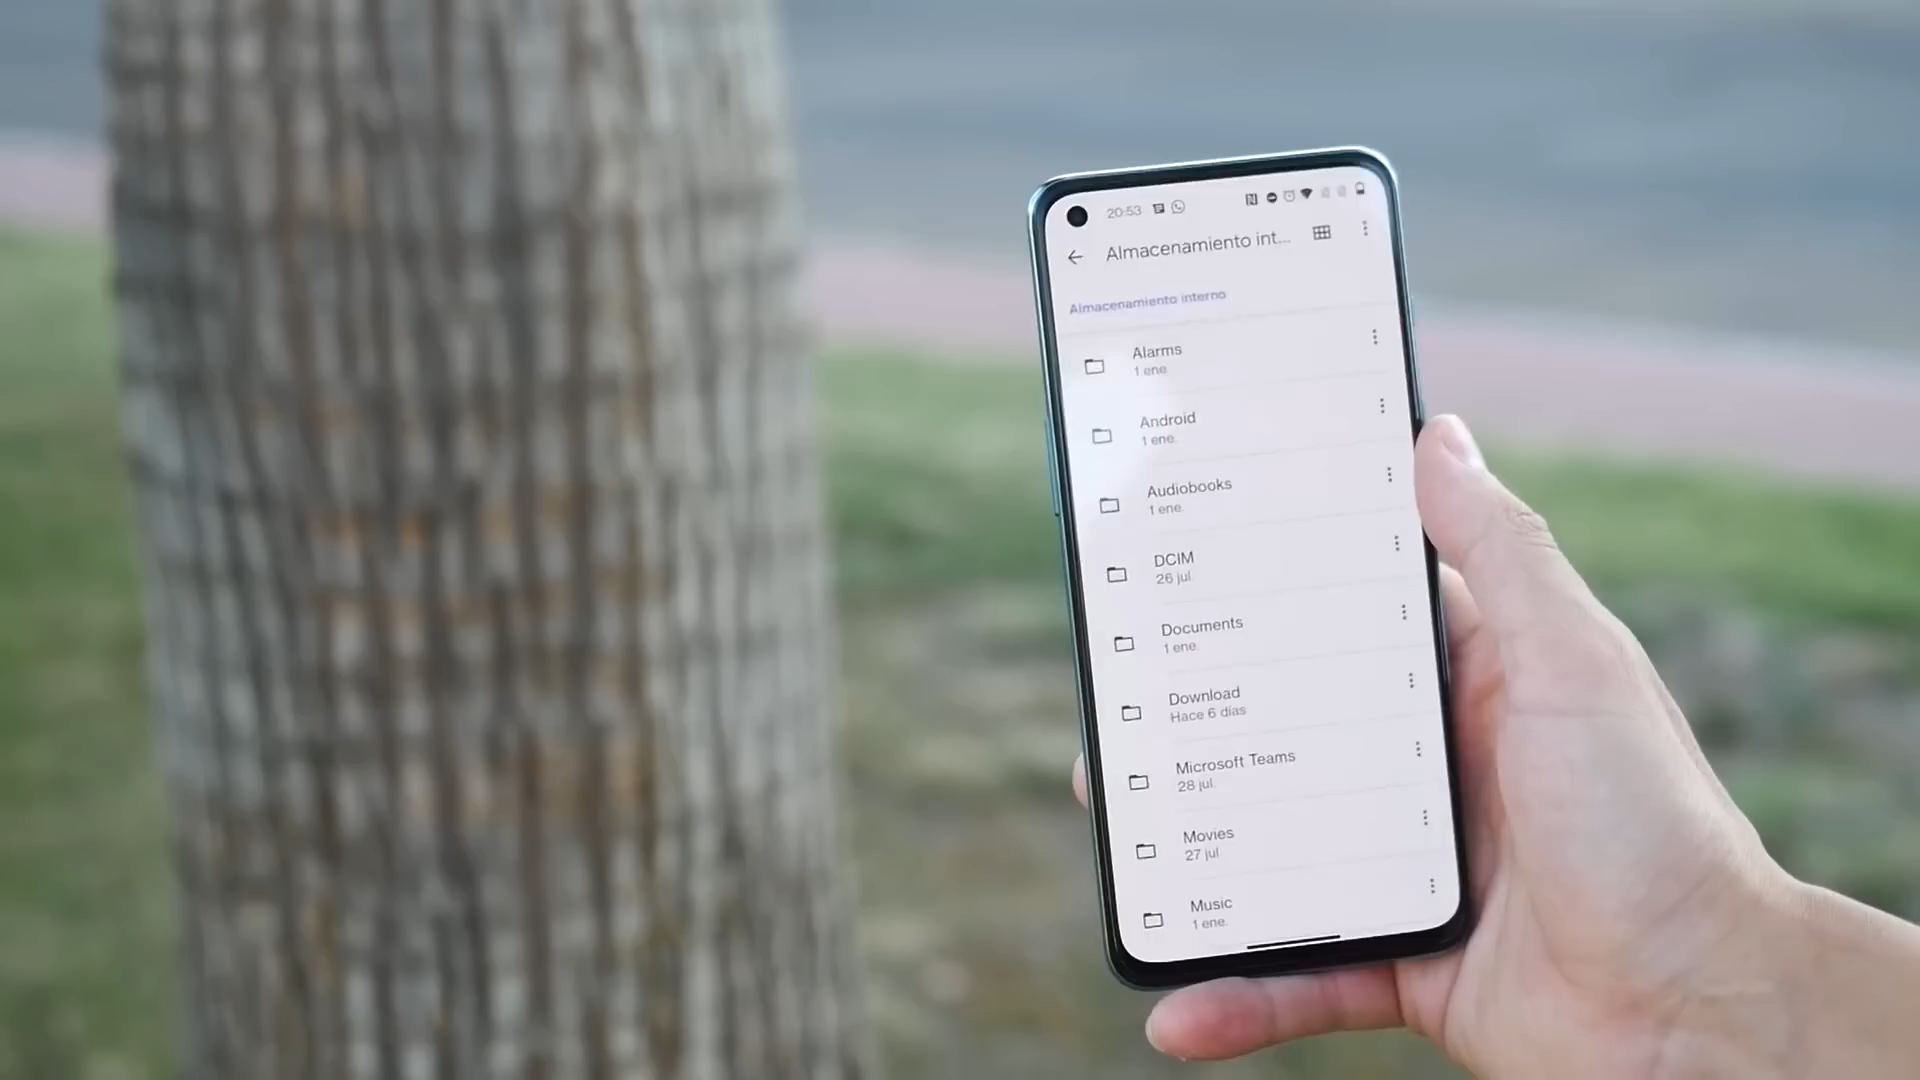 20:53
Almacenamiento int...
Almacenamiento interno
Alarms
1 ene
Android
1 ene.
Audiobooks
1 ene.
DCIM
26 jul.
Documents
1 ene.
Download
Hace 6 días
Microsoft Teams
28 jul.
Movies
27 jul
Music
1 ene.